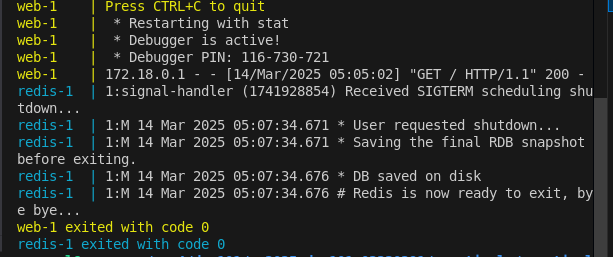 web-1    | Press CTRL+C to quit
web-1    |  * Restarting with stat
web-1    |  * Debugger is active!
web-1    |  * Debugger PIN: 116-730-721
web-1    | 172.18.0.1 - - [14/Mar/2025 05:05:02] "GET / HTTP/1.1" 200 -
redis-1  | 1:signal-handler (1741928854) Received SIGTERM scheduling shu
tdown...
redis-1  | 1:M 14 Mar 2025 05:07:34.671 * User requested shutdown...
redis-1  | 1:M 14 Mar 2025 05:07:34.671 * Saving the final RDB snapshot
before exiting.
redis-1  | 1:M 14 Mar 2025 05:07:34.676 * DB saved on disk
redis-1  | 1:M 14 Mar 2025 05:07:34.676 # Redis is now ready to exit, by
e bye...
web-1 exited with code 0
redis-1 exited with code 0